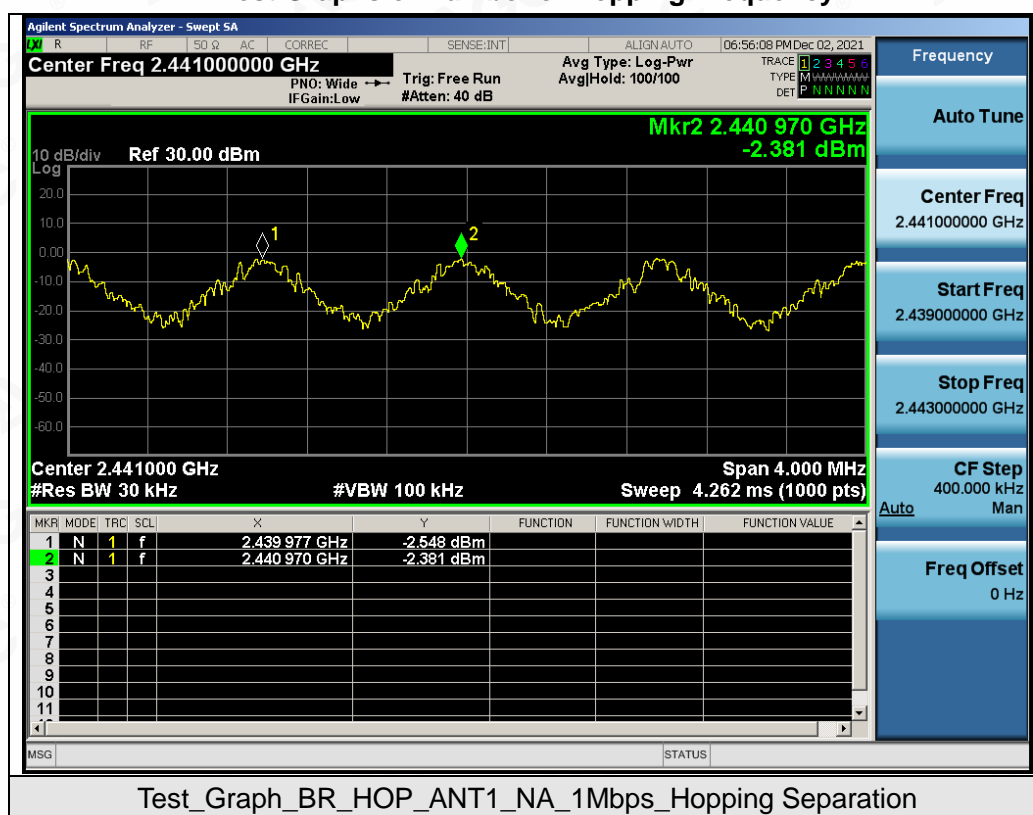 Test Graphs of Number of Hopping Frequency
Agilent Spectrum Analyzer - Swept SA
LXI R RF 50 Ω AC CORREC SENSE:INT ALIGN AUTO 06:56:08 PM Dec 02, 2021
Center Freq 2.441000000 GHz
PNO: Wide
IFGain:Low
Trig: Free Run
#Atten: 40 dB
Avg Type: Log-Pwr
Avg|Hold: 100/100
TRACE 1 2 3 4 5 6
TYPE M WWWWW
DET P N N N N N
Mkr2 2.440 970 GHz
-2.381 dBm
10 dB/div Ref 30.00 dBm
Log
20.0
10.0
0.00
-10.0
-20.0
-30.0
-40.0
-50.0
-60.0
1
2
Center 2.441000 GHz Span 4.000 MHz
#Res BW 30 kHz #VBW 100 kHz Sweep 4.262 ms (1000 pts)
MKR MODE TRC SCL X Y FUNCTION FUNCTION WIDTH FUNCTION VALUE
1 N 1 f 2.439 977 GHz -2.548 dBm
2 N 1 f 2.440 970 GHz -2.381 dBm
3
4
5
6
7
8
9
10
11
MSG STATUS
Frequency
Auto Tune
Center Freq
2.441000000 GHz
Start Freq
2.439000000 GHz
Stop Freq
2.443000000 GHz
CF Step
400.000 kHz
Auto Man
Freq Offset
0 Hz
Test_Graph_BR_HOP_ANT1_NA_1Mbps_Hopping Separation